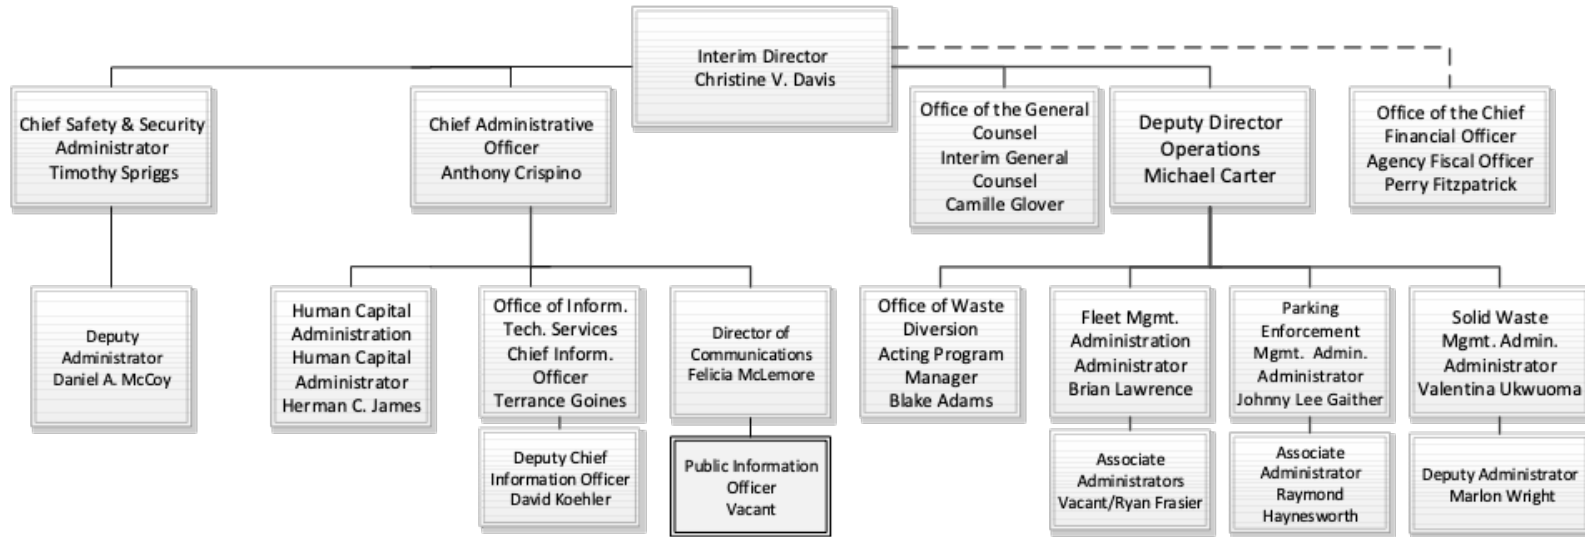 Interim Director
Christine V. Davis
Chief Safety & Security
Administrator
Timothy Spriggs
Chief Administrative
Officer
Anthony Crispino
Office of the General
Counsel
Interim General
Counsel
Camille Glover
Deputy Director
Operations
Michael Carter
Office of the Chief
Financial Officer
Agency Fiscal Officer
Perry Fitzpatrick
Deputy
Administrator
Daniel A. McCoy
Human Capital
Administration
Human Capital
Administrator
Herman C. James
Office of Inform.
Tech. Services
Chief Inform.
Officer
Terrance Goines
Director of
Communications
Felicia McLemore
Office of Waste
Diversion
Acting Program
Manager
Blake Adams
Fleet Mgmt.
Administration
Administrator
Brian Lawrence
Parking
Enforcement
Mgmt. Admin.
Administrator
Johnny Lee Gaither
Solid Waste
Mgmt. Admin.
Administrator
Valentina Ukwuoma
Deputy Chief
Information Officer
David Koehler
Public Information
Officer
Vacant
Associate
Administrators
Vacant/Ryan Frasier
Associate
Administrator
Raymond
Haynesworth
Deputy Administrator
Marlon Wright